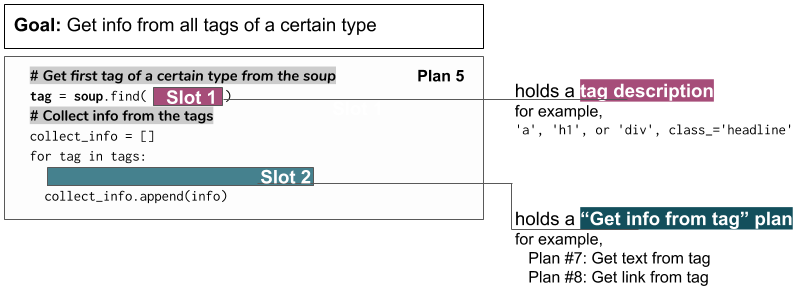 Goal: Get info from all tags of a certain type
# Get first tag of a certain type from the soup
Plan 5
tag = soup.find( Slot 1 )
# Collect info from the tags
collect_info = []
for tag in tags:
Slot 2
collect_info.append(info)
holds a tag description
for example,
'a', 'h1', or 'div', class_='headline'
holds a “Get info from tag” plan
for example,
Plan #7: Get text from tag
Plan #8: Get link from tag